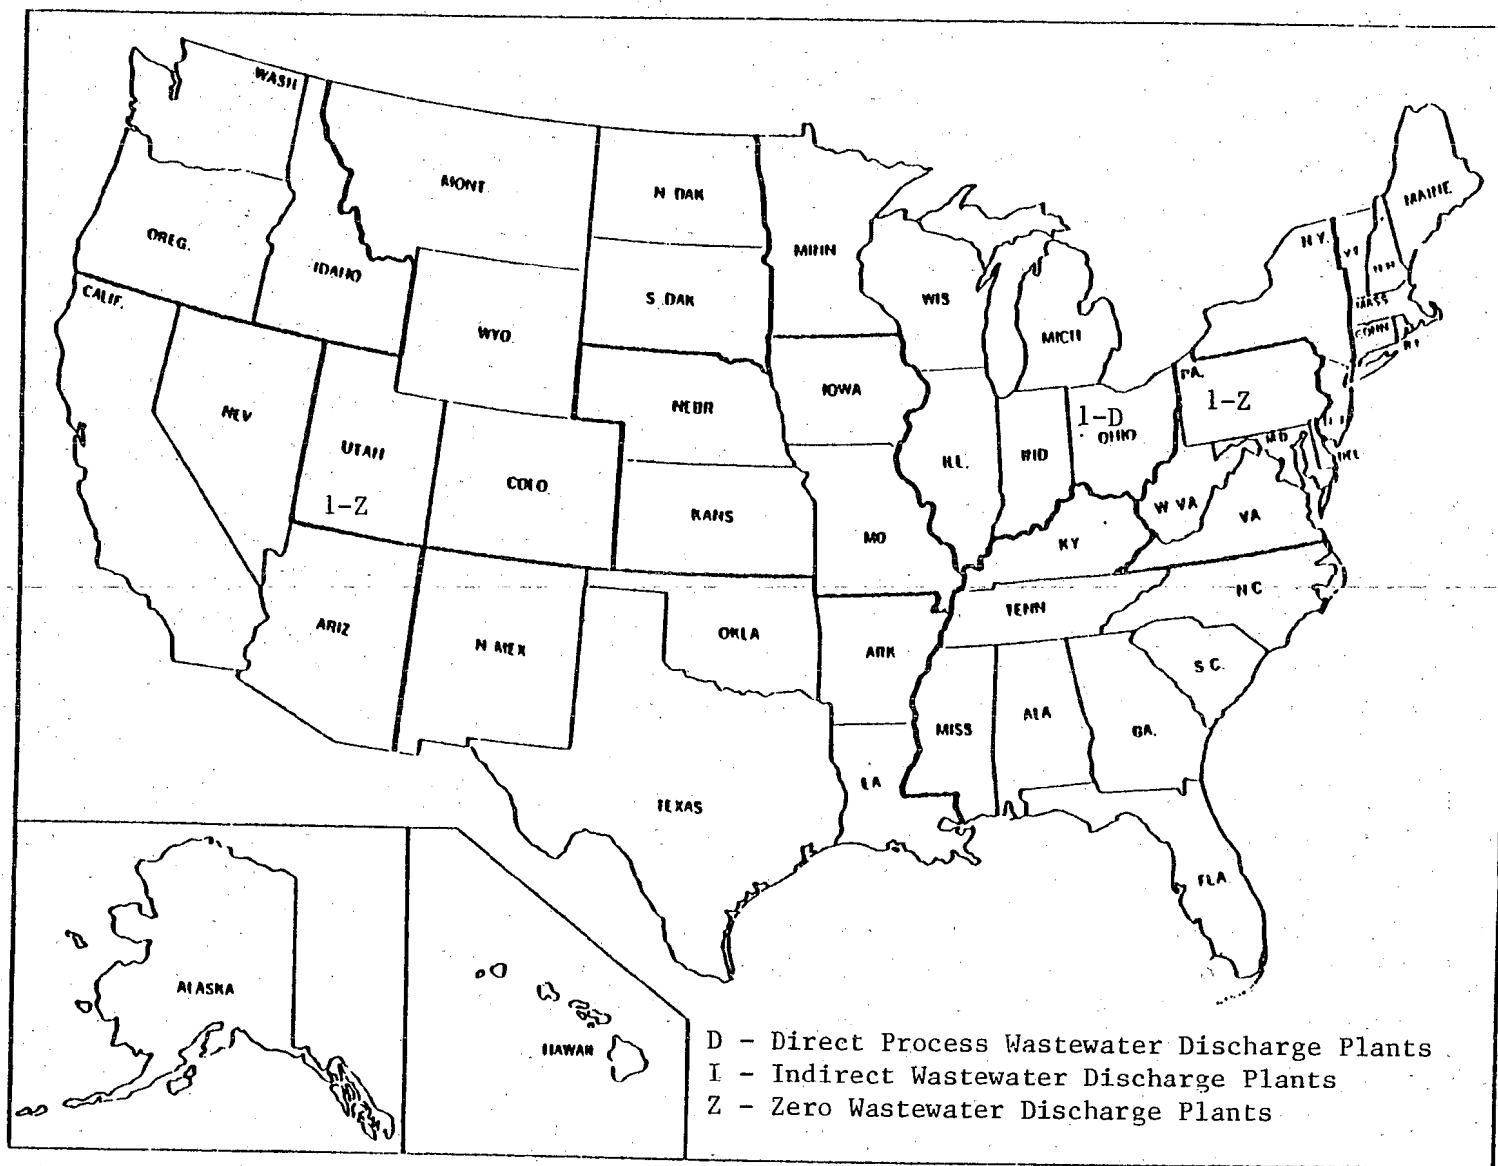 WASH
MONT.
N DAK
MINN
MAINE
OREG.
IDAHO
S. DAK
WIS
MICH
N.Y.
VT
N H
MASS
CONN
R I
CALIF.
WYO.
NEV
UTAH
1-Z
COLO.
NEBR
IOWA
ILL.
IND
1-D
OHIO
PA.
1-Z
MD
DEL
W VA
VA
KANS
MO
KY
TENN
N C
ARIZ
N MEX
OKLA
ARK
S C.
MISS
ALA
GA.
TEXAS
LA
FLA.
ALASKA
HAWAII
D - Direct Process Wastewater Discharge Plants
I - Indirect Wastewater Discharge Plants
Z - Zero Wastewater Discharge Plants